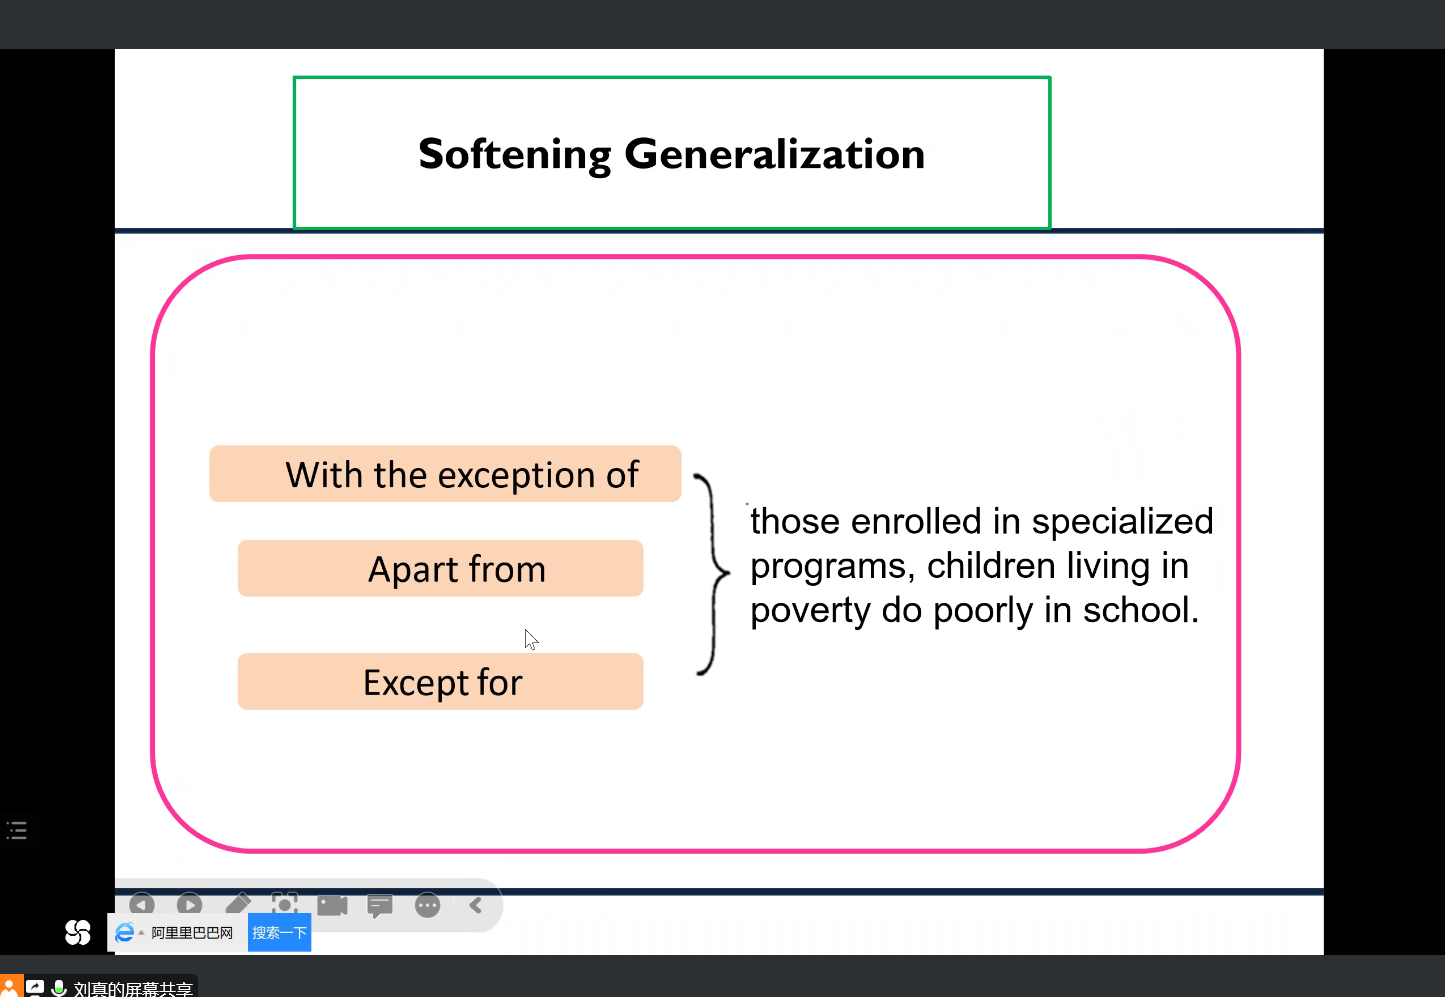 Softening Generalization
With the exception of
Apart from
Except for
those enrolled in specialized
programs, children living in
poverty do poorly in school.
阿里里巴巴网
搜索一下
刘真的屏幕共享